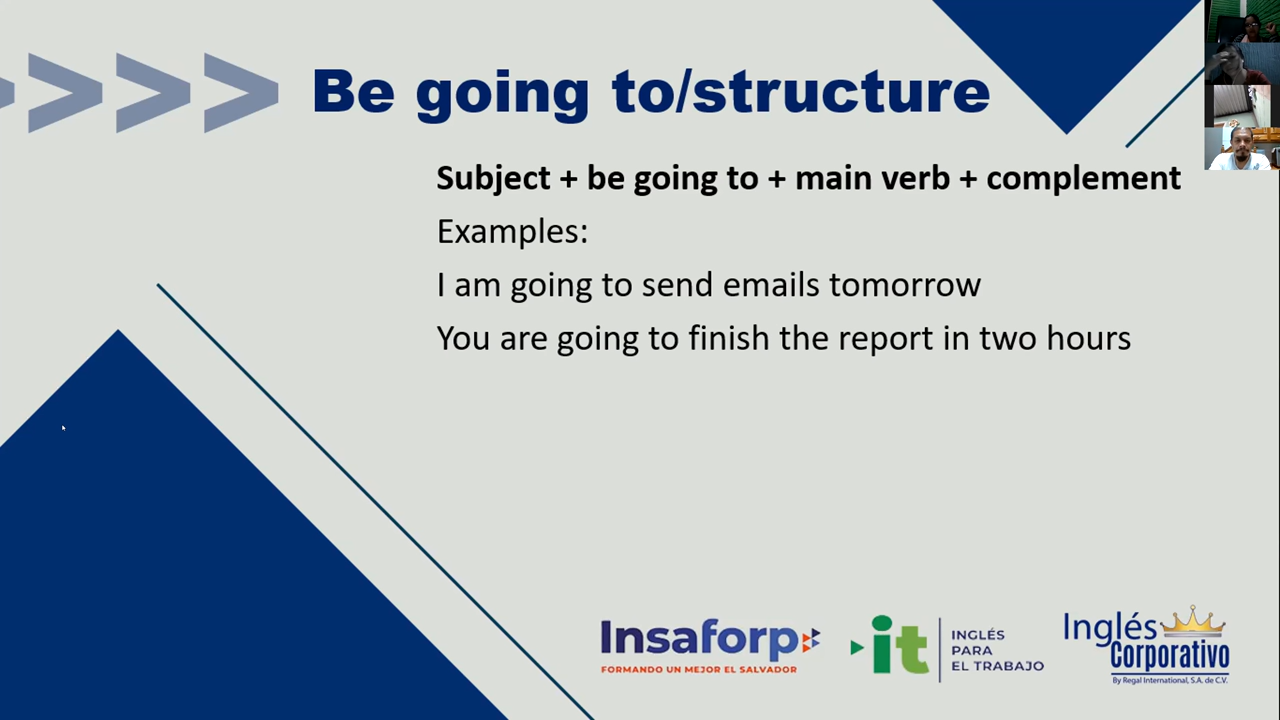 Be going to/structure
Subject + be going to + main verb + complement
Examples:
I am going to send emails tomorrow
You are going to finish the report in two hours
Insaforp
FORMANDO UN MEJOR EL SALVADOR
it
INGLÉS
PARA
EL TRABAJO
Inglés
Corporativo
By Regal International, S.A. de C.V.